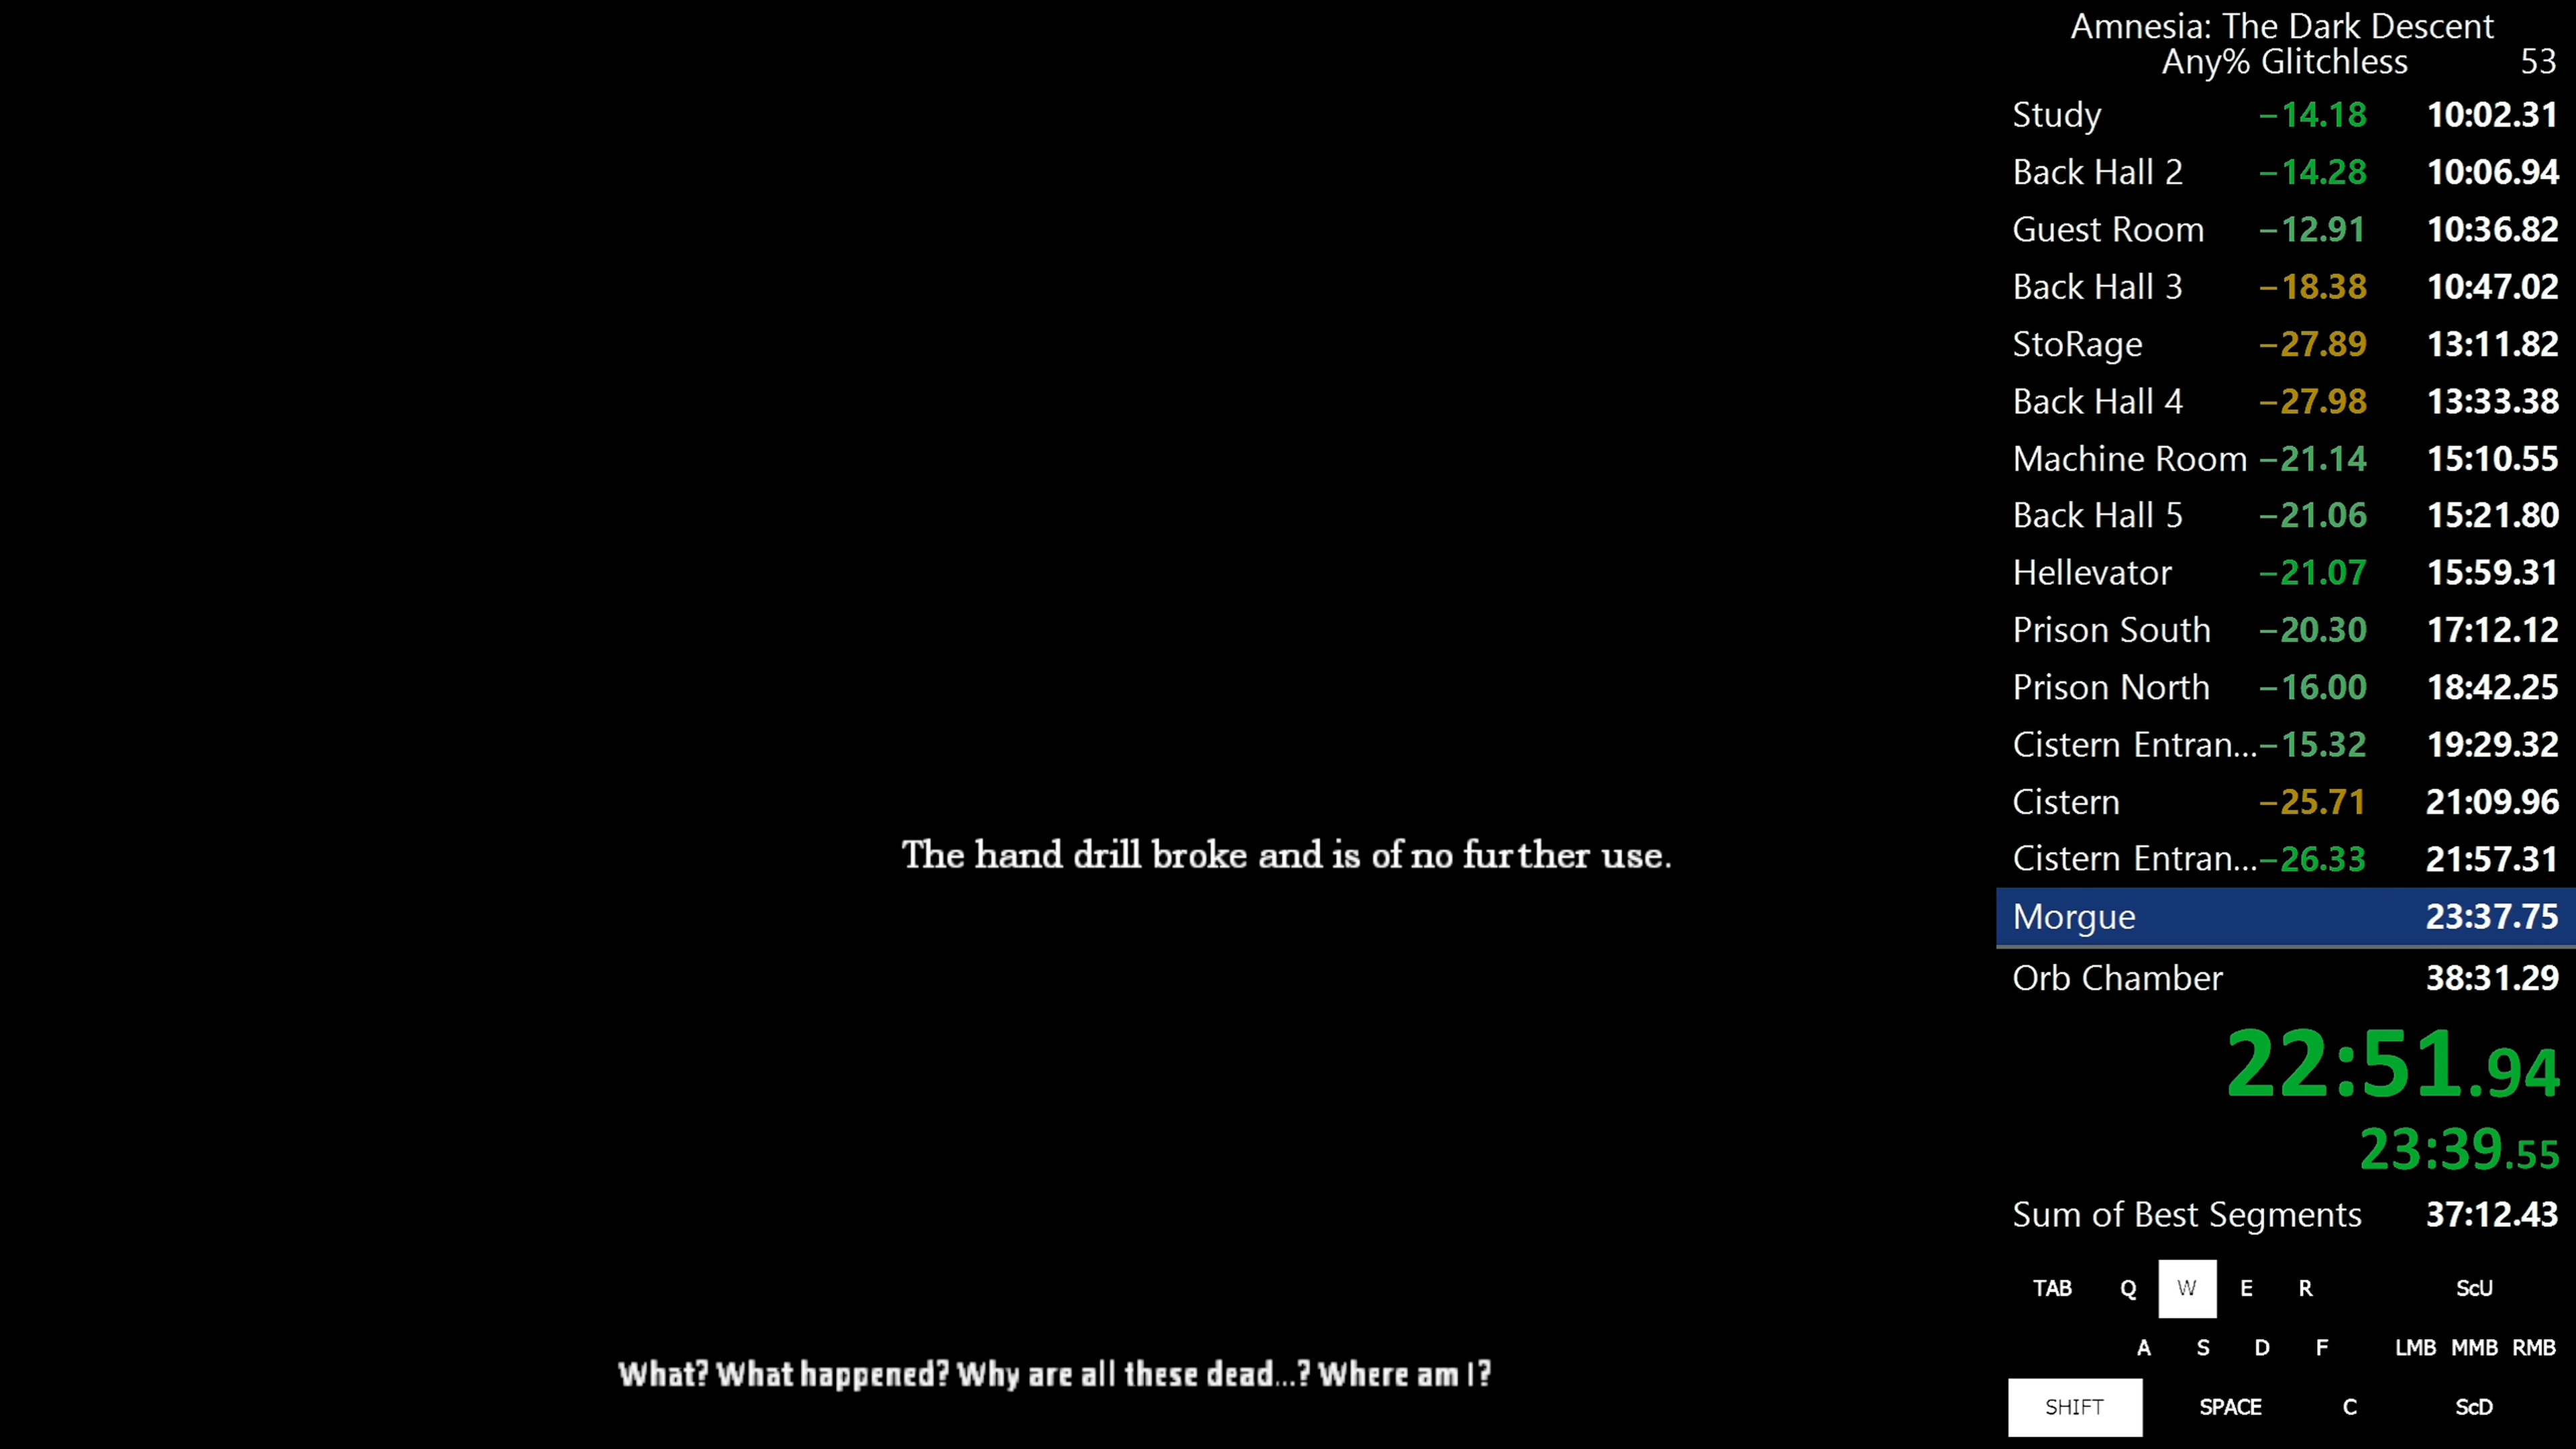 Amnesia: The Dark Descent
Any% Glitchless 53
Study −14.18 10:02.31
Back Hall 2 −14.28 10:06.94
Guest Room −12.91 10:36.82
Back Hall 3 −18.38 10:47.02
StoRage −27.89 13:11.82
Back Hall 4 −27.98 13:33.38
Machine Room −21.14 15:10.55
Back Hall 5 −21.06 15:21.80
Hellevator −21.07 15:59.31
Prison South −20.30 17:12.12
Prison North −16.00 18:42.25
Cistern Entran... −15.32 19:29.32
Cistern −25.71 21:09.96
The hand drill broke and is of no further use.
Cistern Entran... −26.33 21:57.31
Morgue 23:37.75
Orb Chamber 38:31.29
22:51.94
23:39.55
Sum of Best Segments 37:12.43
TAB Q W E R ScU
A S D F LMB MMB RMB
What? What happened? Why are all these dead...? Where am I?
SHIFT SPACE C ScD